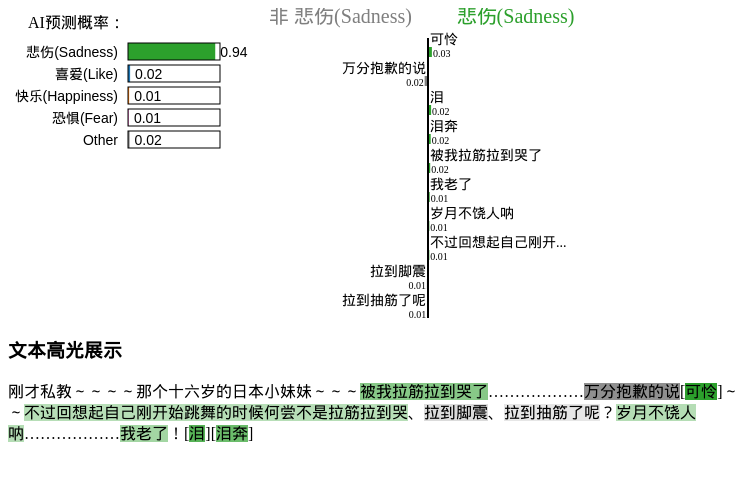 AI预测概率：
悲伤(Sadness) 0.94
喜爱(Like) 0.02
快乐(Happiness) 0.01
恐惧(Fear) 0.01
Other 0.02
非 悲伤(Sadness) 悲伤(Sadness)
可怜
0.03
万分抱歉的说
0.02
泪
0.02
泪奔
0.02
被我拉筋拉到哭了
0.02
我老了
0.01
岁月不饶人呐
0.01
不过回想起自己刚开...
0.01
拉到脚震
0.01
拉到抽筋了呢
0.01
文本高光展示
刚才私教～～～～那个十六岁的日本小妹妹～～～被我拉筋拉到哭了………………万分抱歉的说[可怜]～
～不过回想起自己刚开始跳舞的时候何尝不是拉筋拉到哭、拉到脚震、拉到抽筋了呢？岁月不饶人
呐………………我老了！[泪][泪奔]